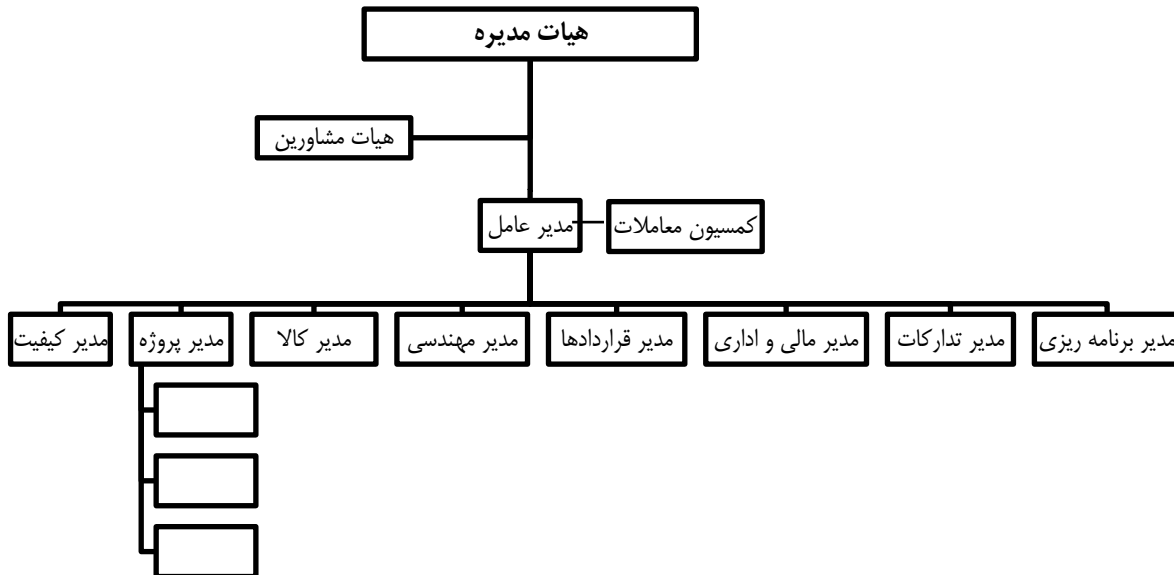 هیات مدیره
هیات مشاورین
کمسیون معاملات
مدیر عامل
مدیر برنامه ریزی
مدیر تدارکات
مدیر مالی و اداری
مدیر قراردادها
مدیر مهندسی
مدیر کالا
مدیر پروژه
مدیر کیفیت